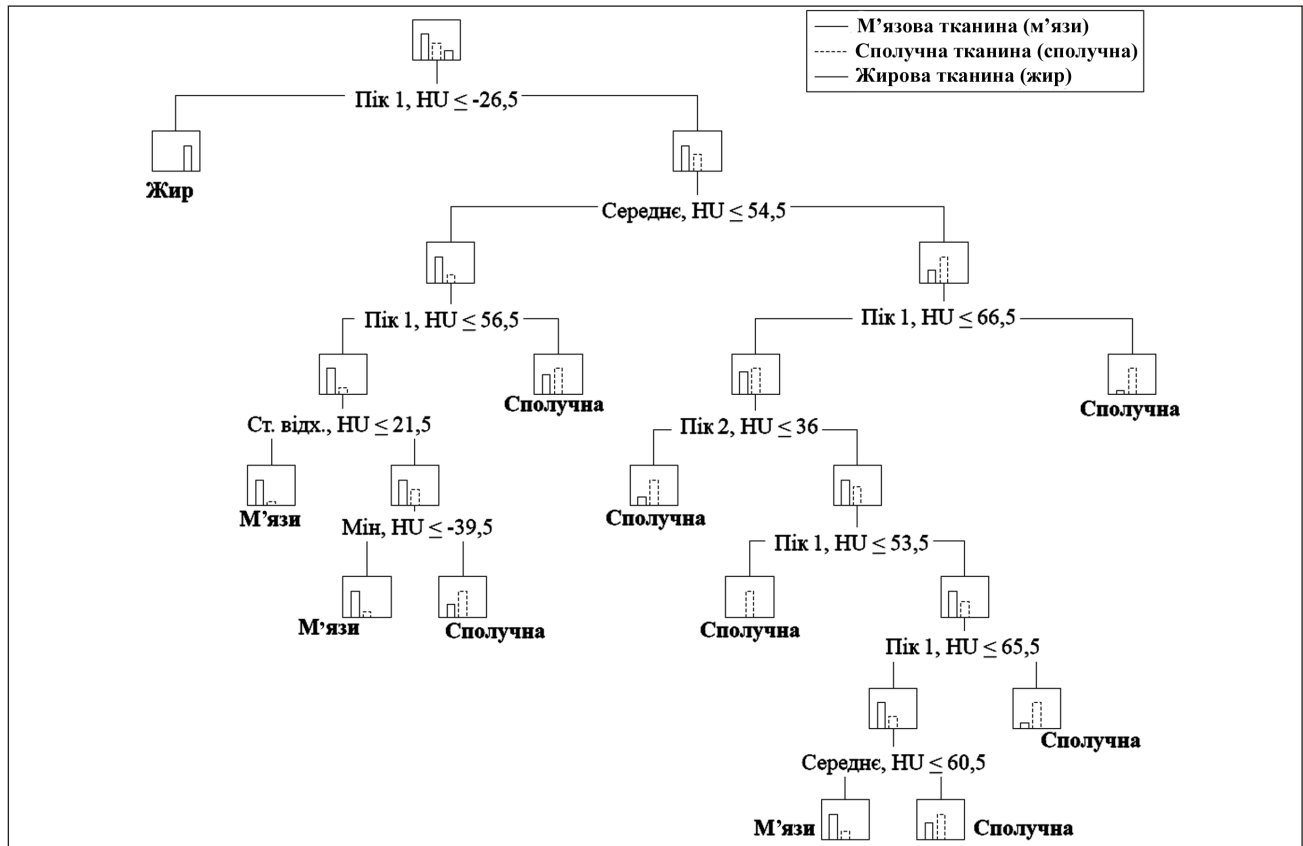 М’язова тканина (м’язи)
Сполучна тканина (сполучна)
Жирова тканина (жир)
Пік 1, HU ≤ -26,5
Жир
Середнє, HU ≤ 54,5
Пік 1, HU ≤ 56,5
Пік 1, HU ≤ 66,5
Сполучна
Сполучна
Ст. відх., HU ≤ 21,5
Пік 2, HU ≤ 36
М’язи
Сполучна
Мін, HU ≤ -39,5
Пік 1, HU ≤ 53,5
М’язи
Сполучна
Сполучна
Пік 1, HU ≤ 65,5
Сполучна
Середнє, HU ≤ 60,5
М’язи
Сполучна